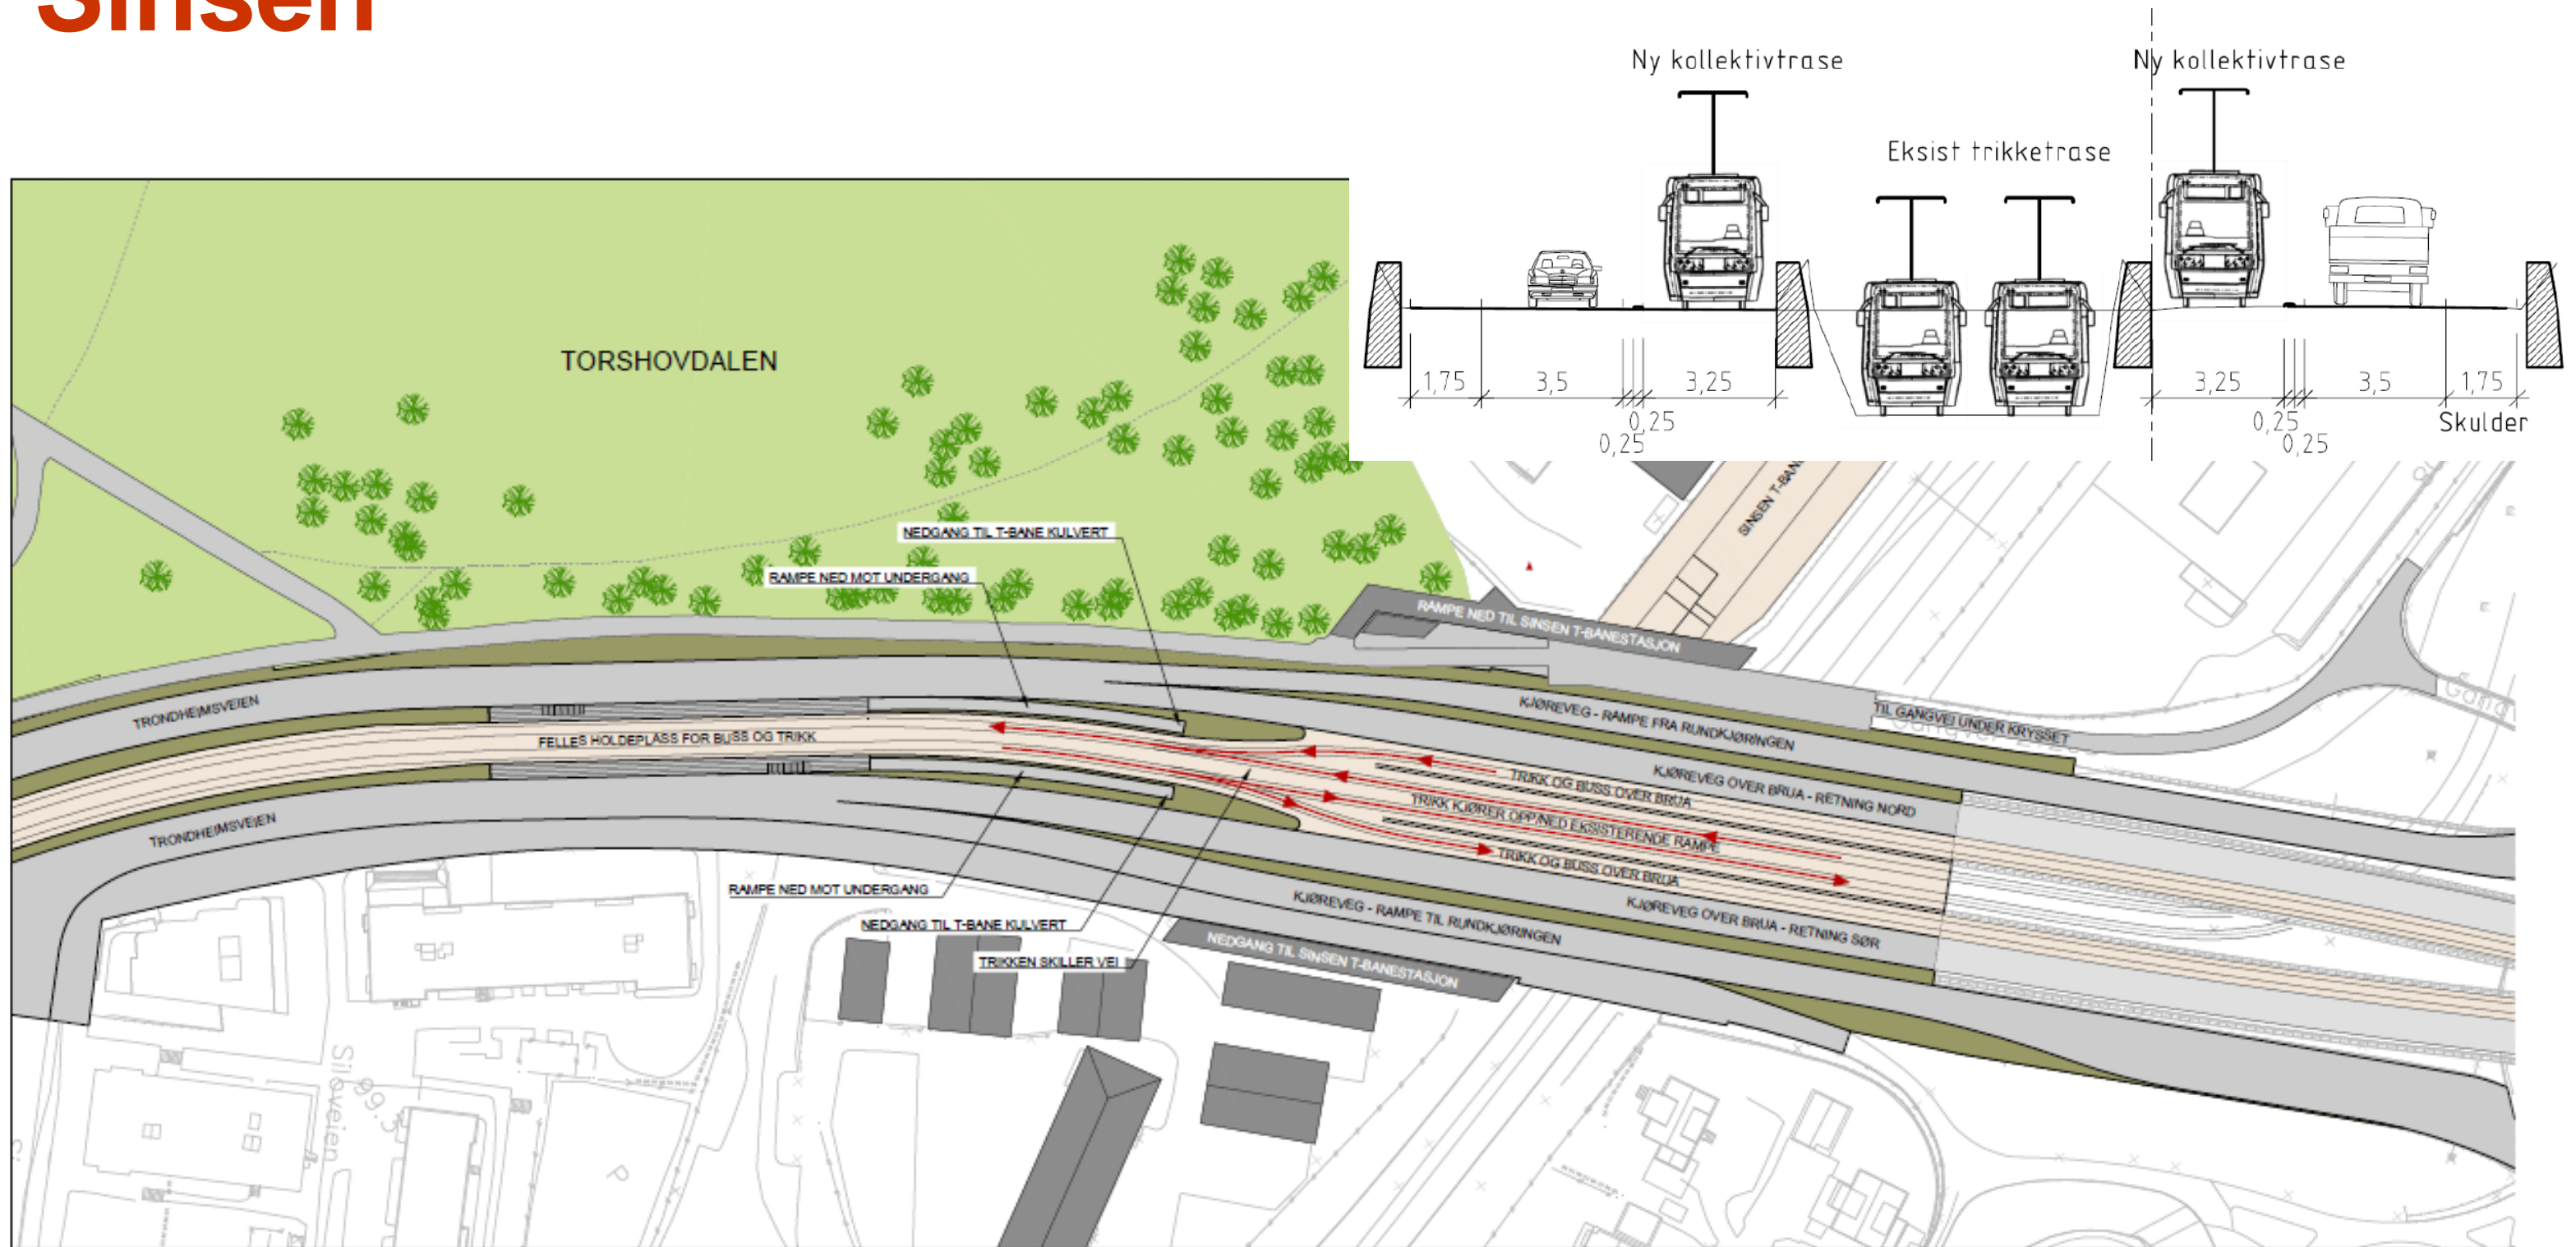 Sinsen
Ny kollektivtrase
Ny kollektivtrase
Eksist trikketrase
1,75
3,5
3,25
0,25
0,25
3,25
3,5
1,75
0,25
0,25
Skulder
TORSHOVDALEN
SINSEN T-BAN
NEDGANG TIL T-BANE KULVERT
RAMPE NED MOT UNDERGANG
RAMPE NED TIL SINSEN T-BANESTASJON
TRONDHEIMSVEIEN
FELLES HOLDEPLASS FOR BUSS OG TRIKK
KJØREVEG - RAMPE FRA RUNDKJØRINGEN
TIL GANGVEI UNDER KRYSSET
KJØREVEG OVER BRUA - RETNING NORD
TRIKK OG BUSS OVER BRUA
TRIKK KJØRER OPP/NED EKSISTERENDE RAMPE
TRIKK OG BUSS OVER BRUA
TRONDHEIMSVEIEN
KJØREVEG OVER BRUA - RETNING SØR
KJØREVEG - RAMPE TIL RUNDKJØRINGEN
RAMPE NED MOT UNDERGANG
NEDGANG TIL T-BANE KULVERT
TRIKKEN SKILLER VEI
NEDGANG TIL SINSEN T-BANESTASJON
Siloveien
99.3
P